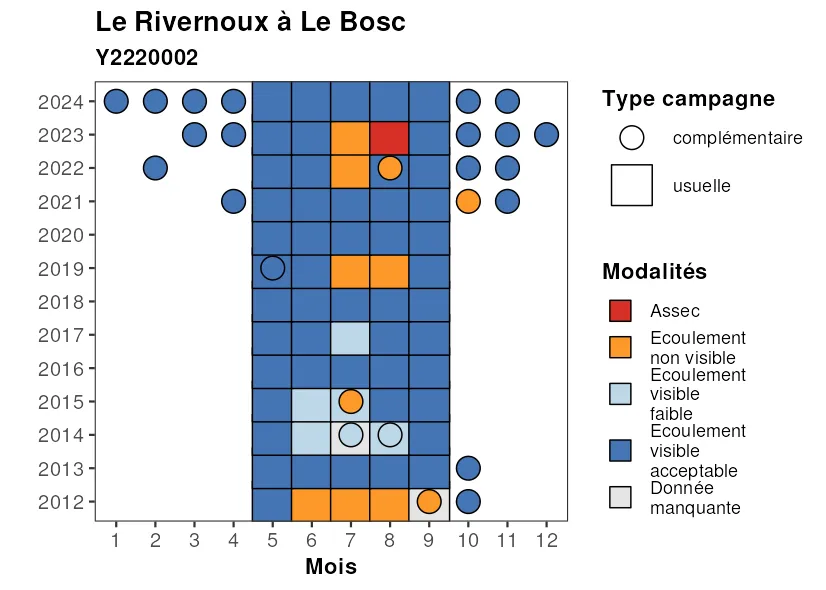 Le Rivernoux à Le Bosc
Y2220002
2024
2023
2022
2021
2020
2019
2018
2017
2016
2015
2014
2013
2012
1 2 3 4 5 6 7 8 9 10 11 12
Mois
Type campagne
complémentaire
usuelle
Modalités
Assec
Ecoulement
non visible
Ecoulement
visible
faible
Ecoulement
visible
acceptable
Donnée
manquante